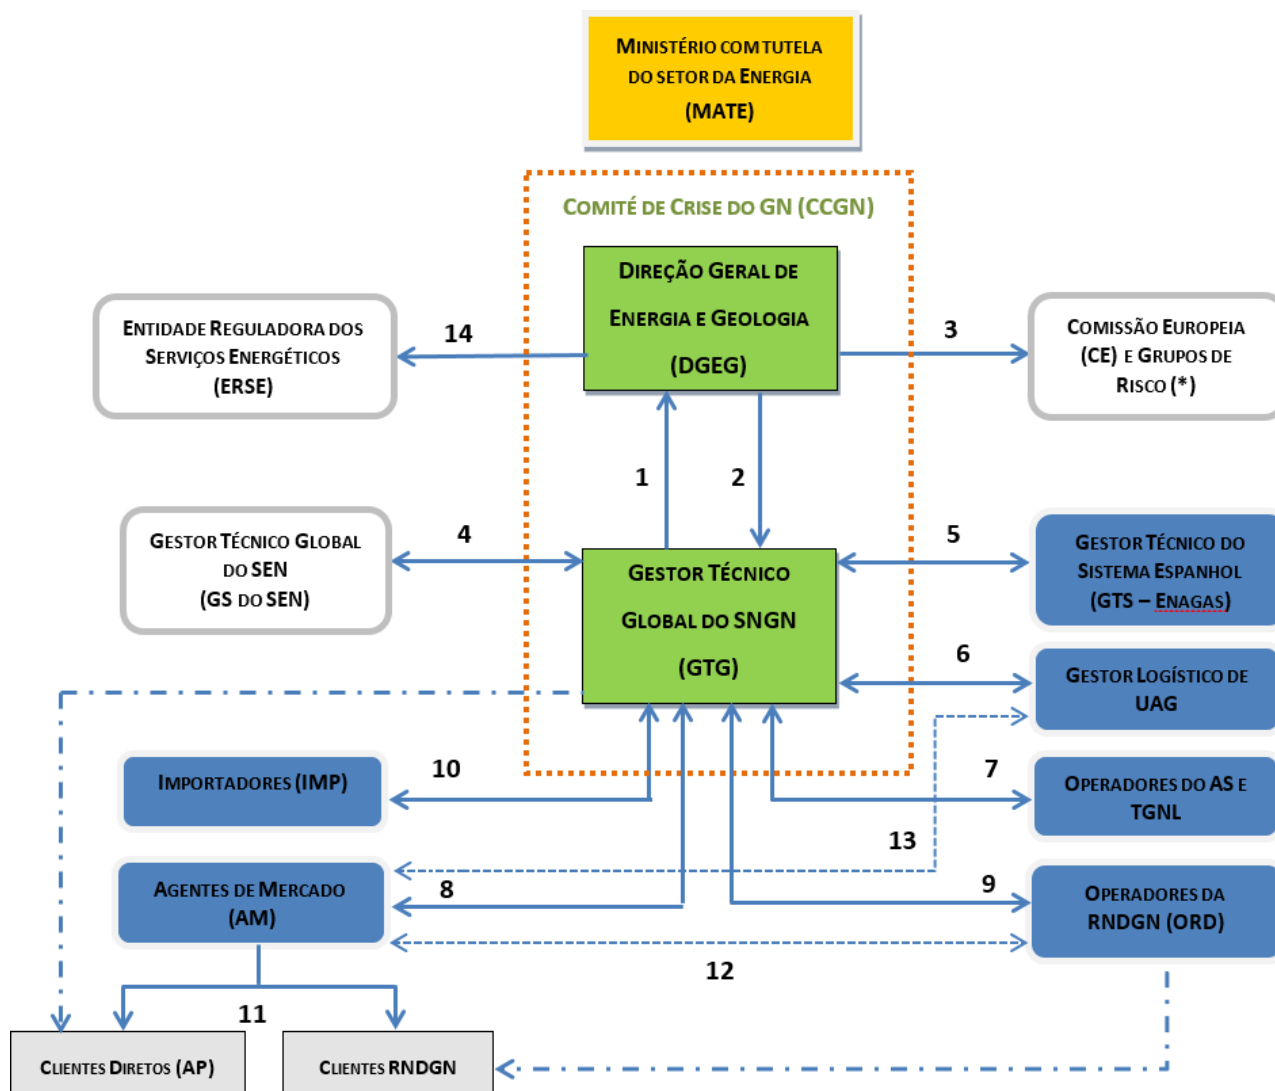 MINISTÉRIO COM TUTELA
DO SETOR DA ENERGIA
(MATE)
COMITÉ DE CRISE DO GN (CCGN)
DIREÇÃO GERAL DE
ENERGIA E GEOLOGIA
(DGEG)
ENTIDADE REGULADORA DOS
SERVIÇOS ENERGÉTICOS
(ERSE)
14
3
COMISSÃO EUROPEIA
(CE) E GRUPOS DE
RISCO (*)
1
2
GESTOR TÉCNICO GLOBAL
DO SEN
(GS DO SEN)
4
GESTOR TÉCNICO
GLOBAL DO SNGN
(GTG)
5
GESTOR TÉCNICO DO
SISTEMA ESPANHOL
(GTS – ENAGAS)
6
GESTOR LOGÍSTICO DE
UAG
IMPORTADORES (IMP)
10
7
OPERADORES DO AS E
TGNL
13
AGENTES DE MERCADO
(AM)
8
9
OPERADORES DA
RNDGN (ORD)
12
11
CLIENTES DIRETOS (AP)
CLIENTES RNDGN